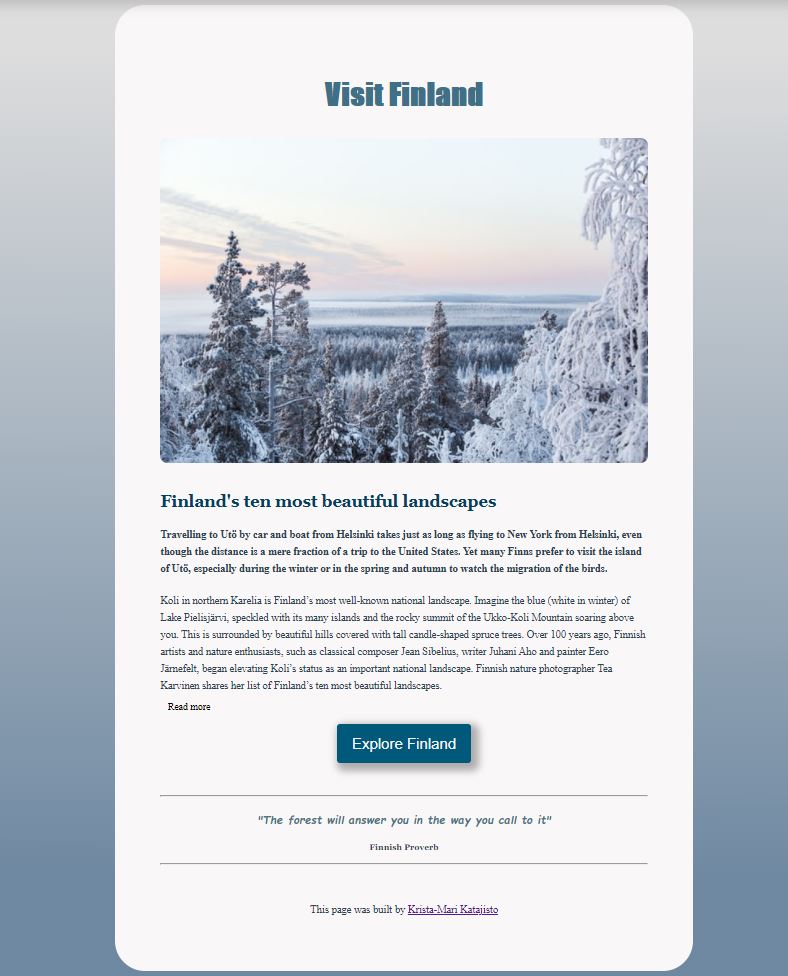 Visit Finland
Finland's ten most beautiful landscapes
Travelling to Utö by car and boat from Helsinki takes just as long as flying to New York from Helsinki, even
though the distance is a mere fraction of a trip to the United States. Yet many Finns prefer to visit the island
of Utö, especially during the winter or in the spring and autumn to watch the migration of the birds.
Koli in northern Karelia is Finland’s most well-known national landscape. Imagine the blue (white in winter) of
Lake Pielisjärvi, speckled with its many islands and the rocky summit of the Ukko-Koli Mountain soaring above
you. This is surrounded by beautiful hills covered with tall candle-shaped spruce trees. Over 100 years ago, Finnish
artists and nature enthusiasts, such as classical composer Jean Sibelius, writer Juhani Aho and painter Eero
Järnefelt, began elevating Koli’s status as an important national landscape. Finnish nature photographer Tea
Karvinen shares her list of Finland’s ten most beautiful landscapes.
Read more
Explore Finland
"The forest will answer you in the way you call to it"
Finnish Proverb
This page was built by Krista-Mari Katajisto